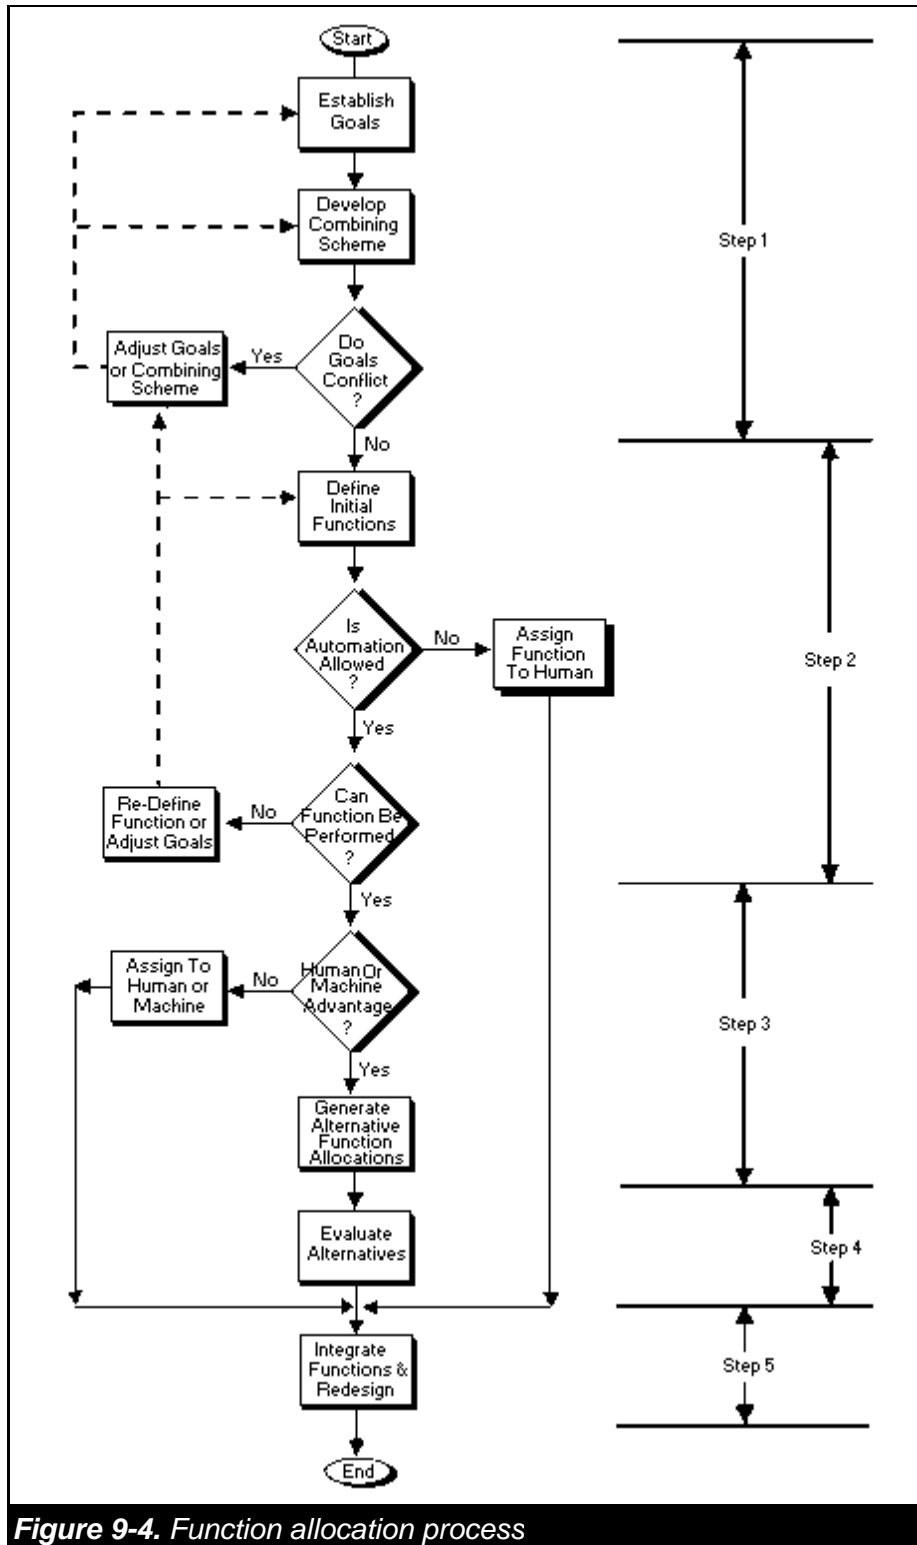 Start
Establish
Goals
Develop
Combining
Scheme
Step 1
Do
Goals
Conflict
?
Yes
Adjust Goals
or Combining
Scheme
No
Define
Initial
Functions
Is
Automation
Allowed
?
No
Assign
Function
To Human
Step 2
Yes
Can
Function Be
Performed
?
No
Re-Define
Function or
Adjust Goals
Yes
Human Or
Machine
Advantage
?
No
Assign To
Human or
Machine
Step 3
Yes
Generate
Alternative
Function
Allocations
Evaluate
Alternatives
Step 4
Integrate
Functions &
Redesign
Step 5
End
Figure 9-4. Function allocation process